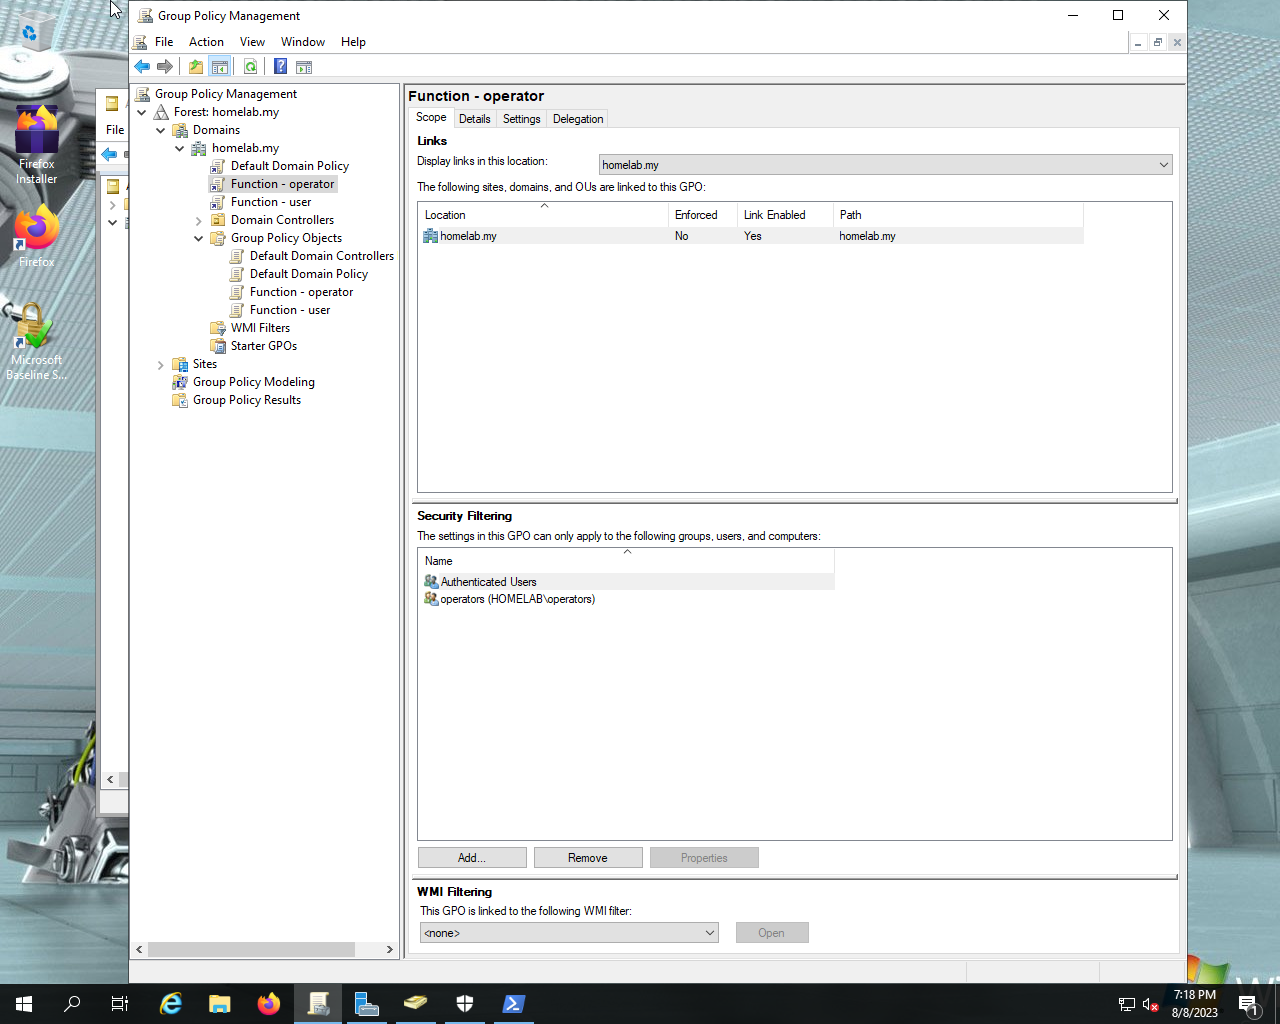 Group Policy Management
File Action View Window Help
Group Policy Management
Forest: homelab.my
Domains
homelab.my
Default Domain Policy
Function - operator
Function - user
Domain Controllers
Group Policy Objects
Default Domain Controllers
Default Domain Policy
Function - operator
Function - user
WMI Filters
Starter GPOs
Sites
Group Policy Modeling
Group Policy Results
Function - operator
Scope Details Settings Delegation
Links
Display links in this location: homelab.my
The following sites, domains, and OUs are linked to this GPO:
Location Enforced Link Enabled Path
homelab.my No Yes homelab.my
Security Filtering
The settings in this GPO can only apply to the following groups, users, and computers:
Name
Authenticated Users
operators (HOMELAB\operators)
Add... Remove Properties
WMI Filtering
This GPO is linked to the following WMI filter:
<none> Open
File
Firefox
Installer
Firefox
Microsoft
Baseline S...
7:18 PM
8/8/2023
1